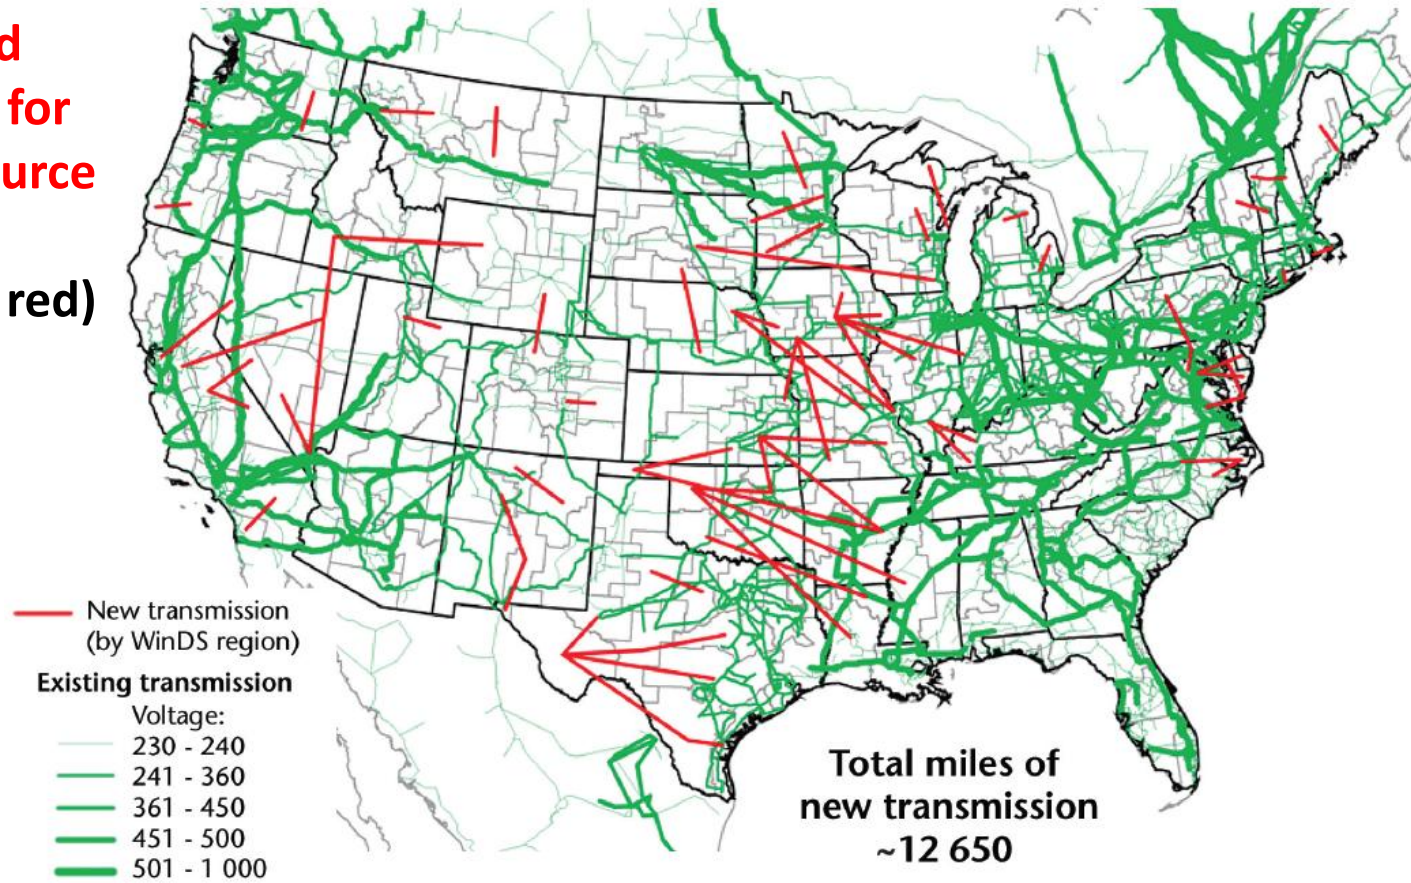 d
for
ource
red)
New transmission
(by WinDS region)
Existing transmission
Voltage:
230 - 240
241 - 360
361 - 450
451 - 500
501 - 1 000
Total miles of
new transmission
~12 650